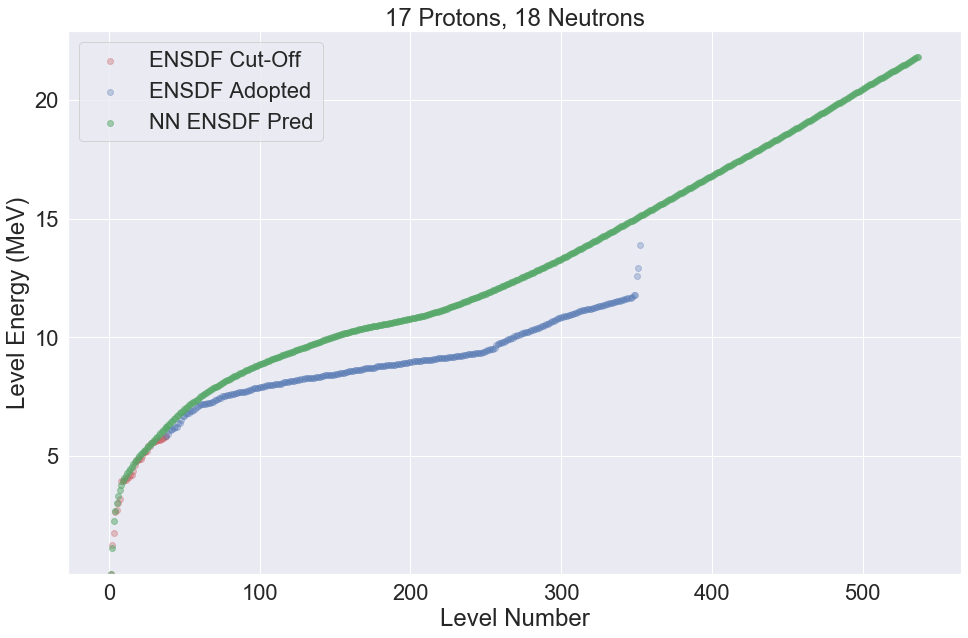 17 Protons, 18 Neutrons
ENSDF Cut-Off
ENSDF Adopted
NN ENSDF Pred
20
15
10
5
Level Energy (MeV)
0 100 200 300 400 500
Level Number